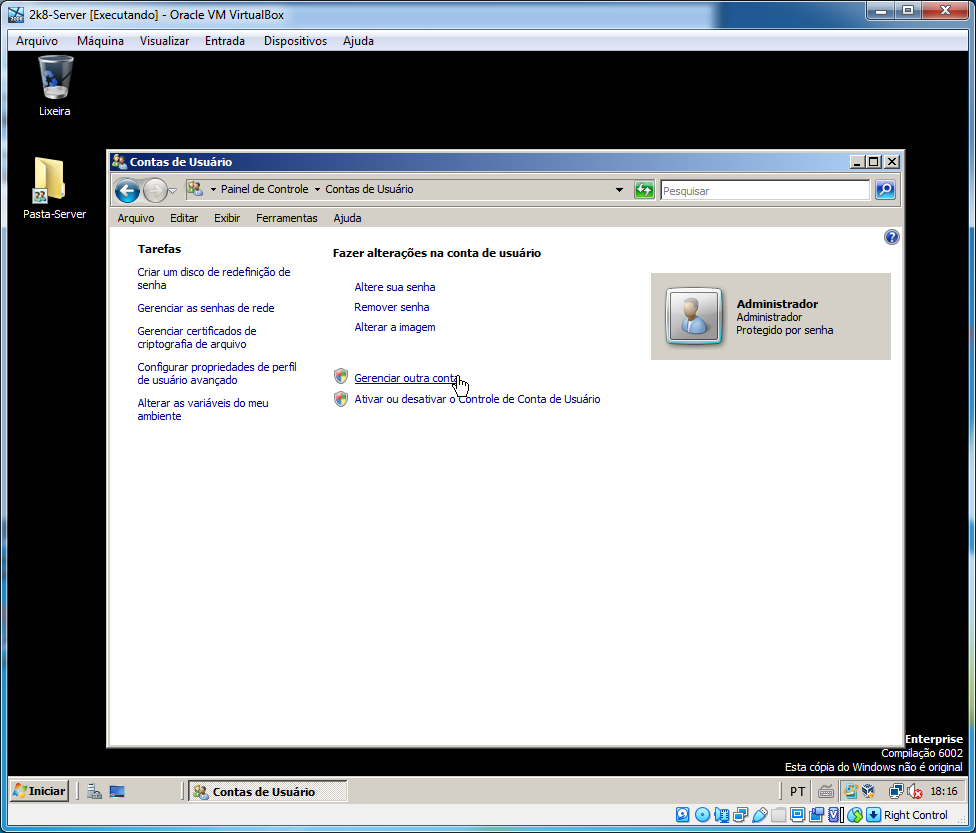 2k8-Server [Executando] - Oracle VM VirtualBox
Arquivo Máquina Visualizar Entrada Dispositivos Ajuda
Lixeira
Pasta-Server
Contas de Usuário
Painel de Controle Contas de Usuário
Pesquisar
Arquivo Editar Exibir Ferramentas Ajuda
Tarefas
Criar um disco de redefinição de
senha
Gerenciar as senhas de rede
Gerenciar certificados de
criptografia de arquivo
Configurar propriedades de perfil
de usuário avançado
Alterar as variáveis do meu
ambiente
Fazer alterações na conta de usuário
Altere sua senha
Remover senha
Alterar a imagem
Gerenciar outra conta
Ativar ou desativar o Controle de Conta de Usuário
Administrador
Administrador
Protegido por senha
Enterprise
Compilação 6002
Esta cópia do Windows não é original
Iniciar
Contas de Usuário
PT
18:16
Right Control